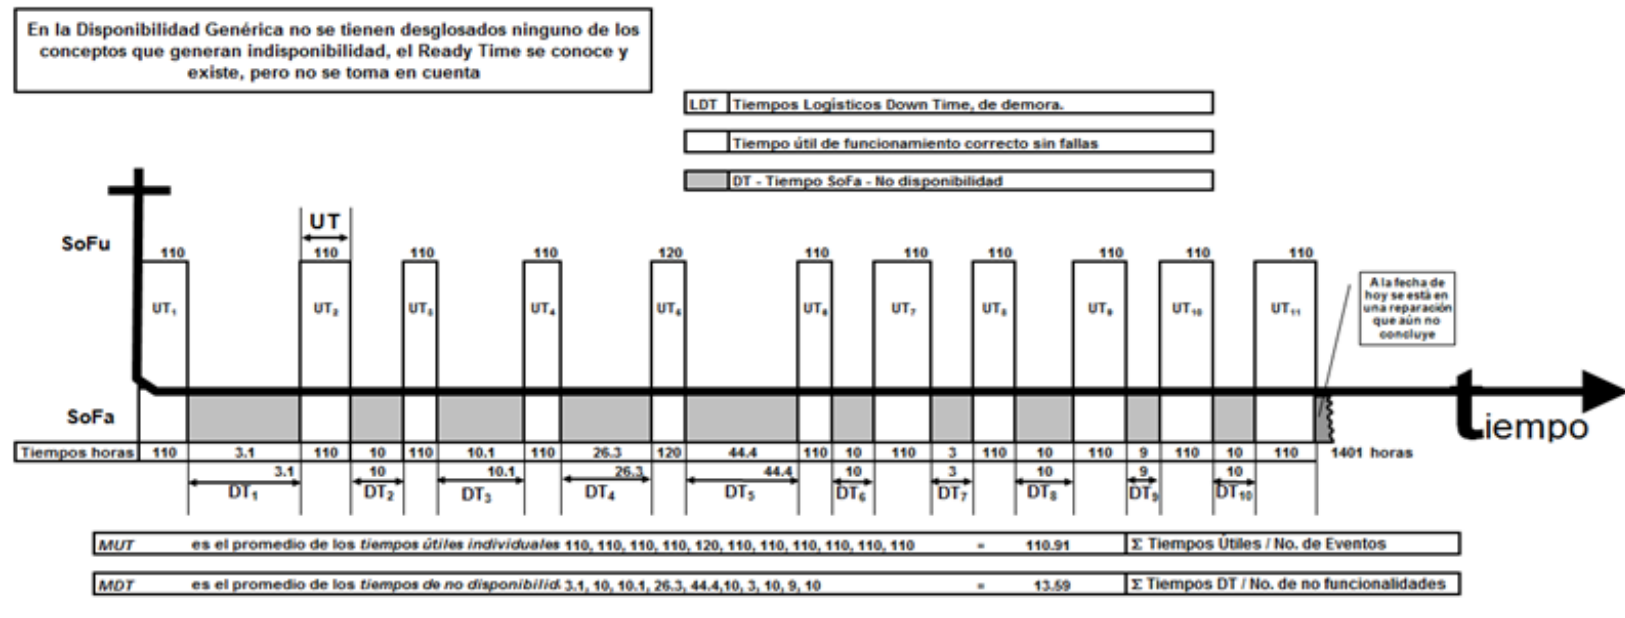 En la Disponibilidad Genérica no se tienen desglosados ninguno de los
conceptos que generan indisponibilidad, el Ready Time se conoce y
existe, pero no se toma en cuenta
LDT Tiempos Logísticos Down Time, de demora.
Tiempo útil de funcionamiento correcto sin fallas
DT - Tiempo SoFa - No disponibilidad
UT
SoFu
110 110 110 110 120 110 110 110 110 110 110
UT₁ UT₂ UT₃ UT₄ UT₅ UT₆ UT₇ UT₈ UT₉ UT₁₀ UT₁₁
A la fecha de
hoy se está en
una reparación
que aún no
concluye
SoFa
tiempo
Tiempos horas 110 3.1 110 10 110 10.1 110 26.3 120 44.4 110 10 110 3 110 10 110 9 110 10 110 1401 horas
3.1 10 10.1 26.3 44.4 10 3 10 9 10
DT₁ DT₂ DT₃ DT₄ DT₅ DT₆ DT₇ DT₈ DT₉ DT₁₀
MUT es el promedio de los tiempos útiles individuales 110, 110, 110, 110, 120, 110, 110, 110, 110, 110, 110 = 110.91 Σ Tiempos Útiles / No. de Eventos
MDT es el promedio de los tiempos de no disponibilid 3.1, 10, 10.1, 26.3, 44.4,10, 3, 10, 9, 10 = 13.59 Σ Tiempos DT / No. de no funcionalidades